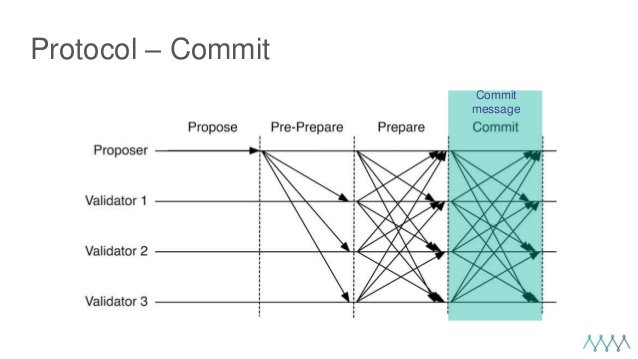 Protocol – Commit
Commit
message
Propose
Pre-Prepare
Prepare
Commit
Proposer
Validator 1
Validator 2
Validator 3